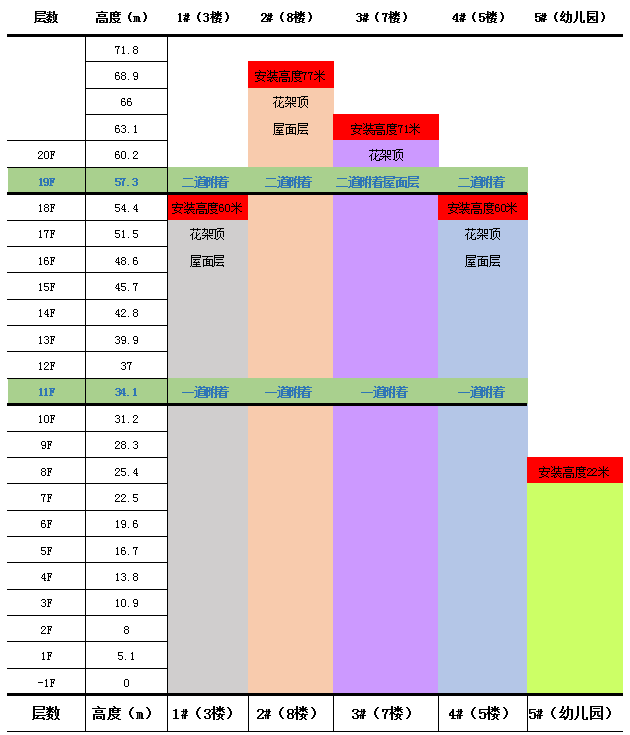 层数 高度（m） 1#（3楼） 2#（8楼） 3#（7楼） 4#（5楼） 5#（幼儿园）
71.8
68.9 安装高度77米
66 花架顶
63.1 屋面层 安装高度71米
20F 60.2 花架顶
19F 57.3 二道附着 二道附着 二道附着屋面层 二道附着
18F 54.4 安装高度60米 安装高度60米
17F 51.5 花架顶 花架顶
16F 48.6 屋面层 屋面层
15F 45.7
14F 42.8
13F 39.9
12F 37
11F 34.1 一道附着 一道附着 一道附着 一道附着
10F 31.2
9F 28.3
8F 25.4 安装高度22米
7F 22.5
6F 19.6
5F 16.7
4F 13.8
3F 10.9
2F 8
1F 5.1
-1F 0
层数 高度（m） 1#（3楼） 2#（8楼） 3#（7楼） 4#（5楼） 5#（幼儿园）